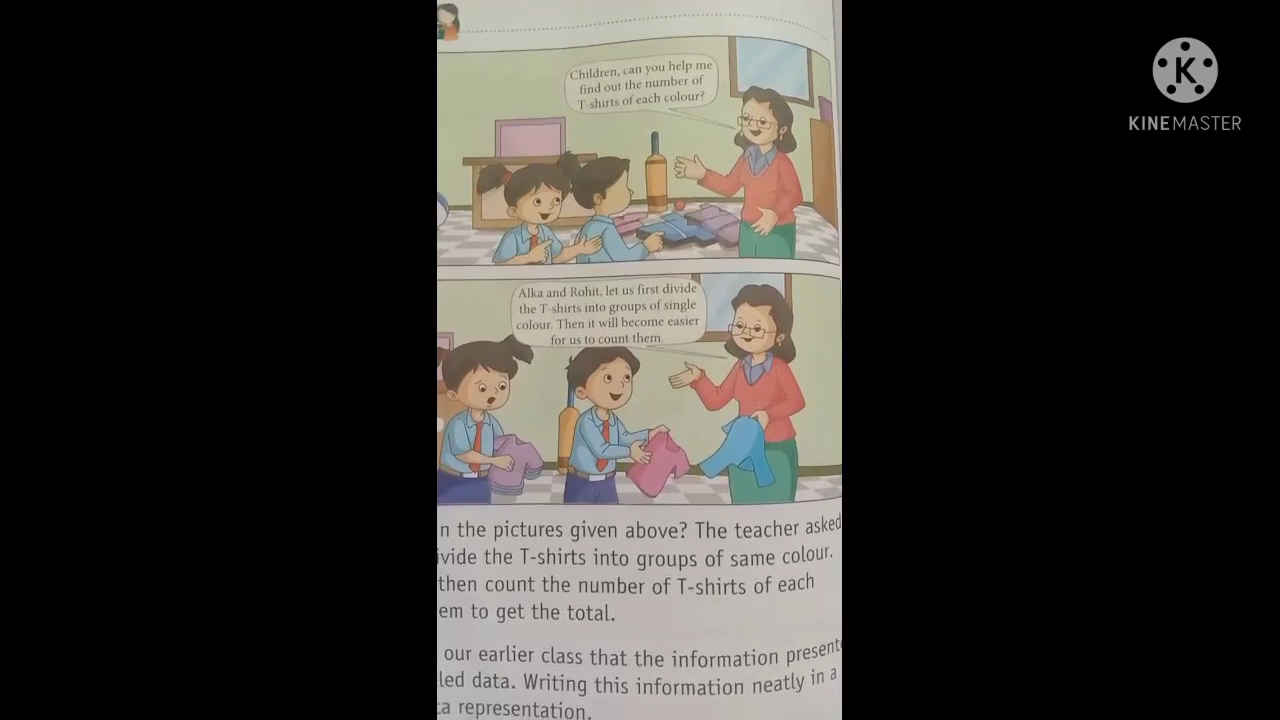 Children, can you help me
find out the number of
T-shirts of each colour?
KINEMASTER
Alka and Rohit, let us first divide
the T-shirts into groups of single
colour. Then it will become easier
for us to count them.
n the pictures given above? The teacher asked
vide the T-shirts into groups of same colour.
then count the number of T-shirts of each
em to get the total.
our earlier class that the information present
led data. Writing this information neatly in a
a representation.